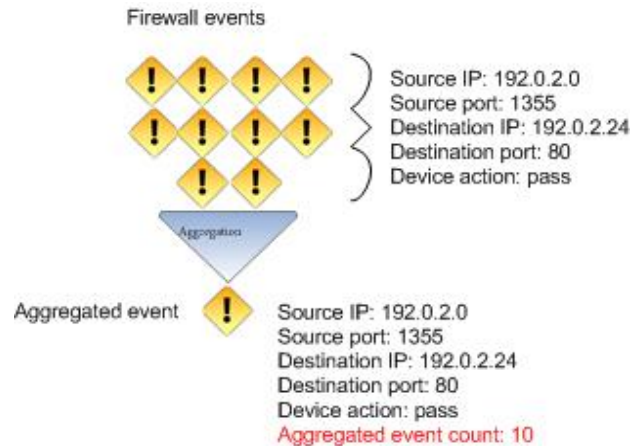 Firewall events
Source IP: 192.0.2.0
Source port: 1355
Destination IP: 192.0.2.24
Destination port: 80
Device action: pass
Aggregation
Aggregated event
Source IP: 192.0.2.0
Source port: 1355
Destination IP: 192.0.2.24
Destination port: 80
Device action: pass
Aggregated event count: 10